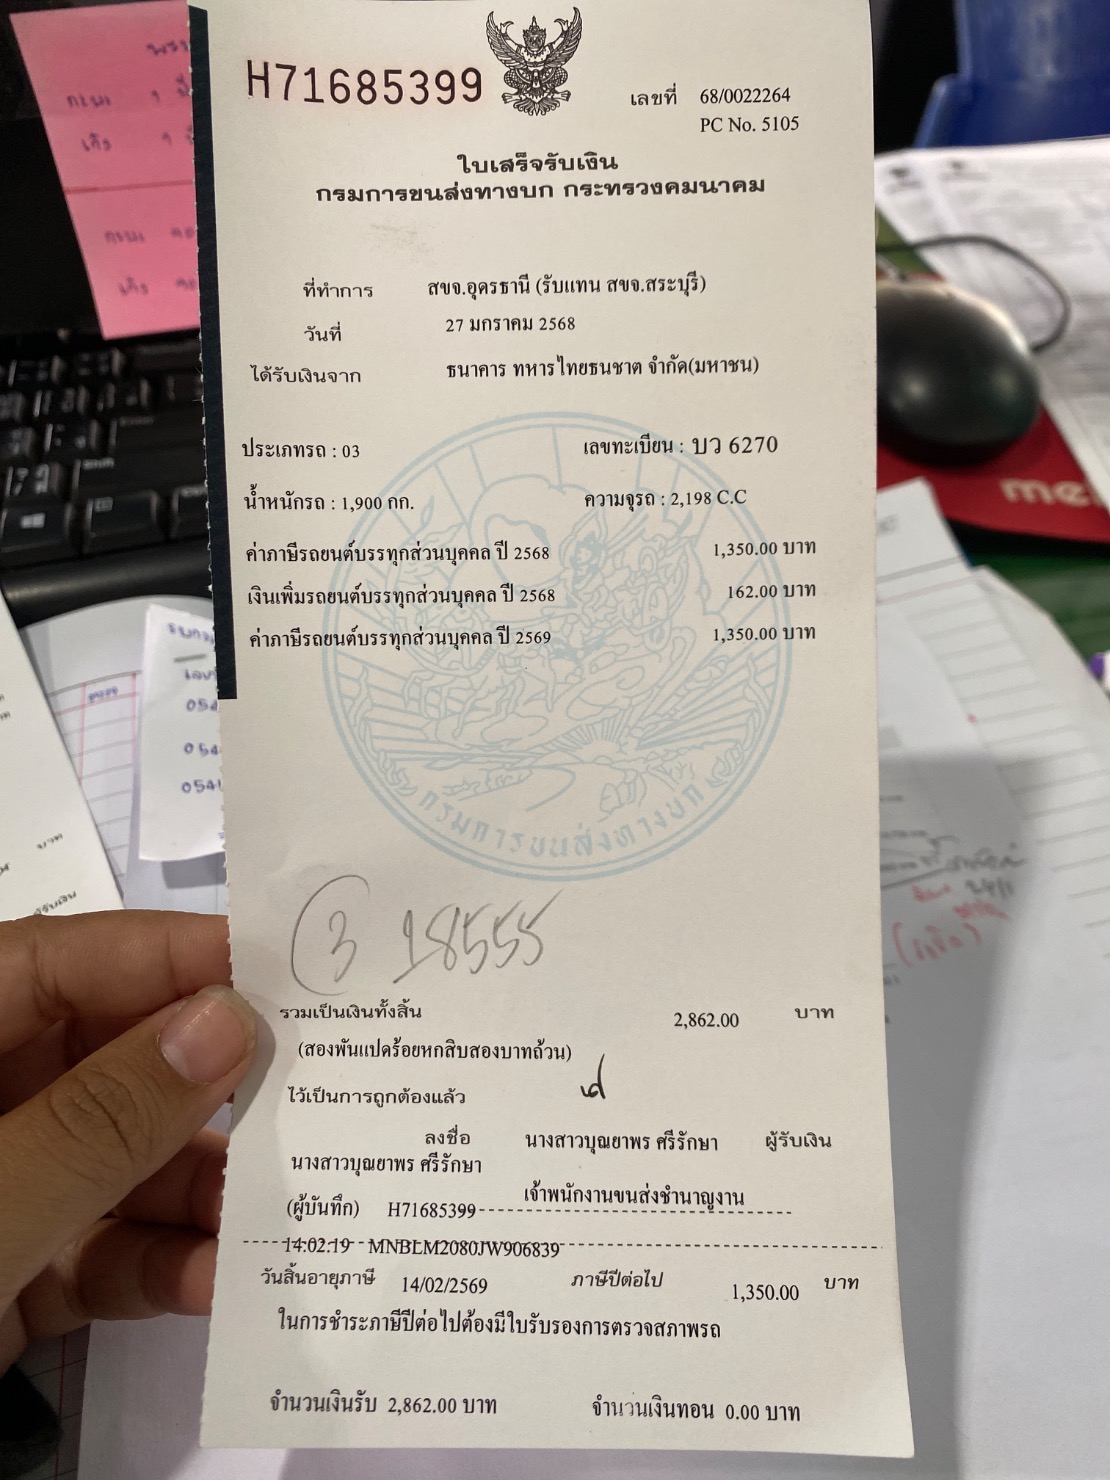 H71685399
เลขที่ 68/0022264
PC No. 5105
ใบเสร็จรับเงิน
กรมการขนส่งทางบก กระทรวงคมนาคม
ที่ทำการ สขจ.อุดรธานี (รับแทน สขจ.สระบุรี)
วันที่ 27 มกราคม 2568
ได้รับเงินจาก ธนาคาร ทหารไทยธนชาต จำกัด(มหาชน)
ประเภทรถ : 03 เลขทะเบียน : บว 6270
น้ำหนักรถ : 1,900 กก. ความจุรถ : 2,198 C.C
ค่าภาษีรถยนต์บรรทุกส่วนบุคคล ปี 2568 1,350.00 บาท
เงินเพิ่มรถยนต์บรรทุกส่วนบุคคล ปี 2568 162.00 บาท
ค่าภาษีรถยนต์บรรทุกส่วนบุคคล ปี 2569 1,350.00 บาท
กรมการขนส่งทางบก
3 18555
รวมเป็นเงินทั้งสิ้น 2,862.00 บาท
(สองพันแปดร้อยหกสิบสองบาทถ้วน)
ไว้เป็นการถูกต้องแล้ว
ลงชื่อ นางสาวบุณยาพร ศรีรักษา ผู้รับเงิน
นางสาวบุณยาพร ศรีรักษา
เจ้าพนักงานขนส่งชำนาญงาน
(ผู้บันทึก) H71685399
14:02:19 MNBLM2080JW906839
วันสิ้นอายุภาษี 14/02/2569 ภาษีปีต่อไป 1,350.00 บาท
ในการชำระภาษีปีต่อไปต้องมีใบรับรองการตรวจสภาพรถ
จำนวนเงินรับ 2,862.00 บาท จำนวนเงินทอน 0.00 บาท